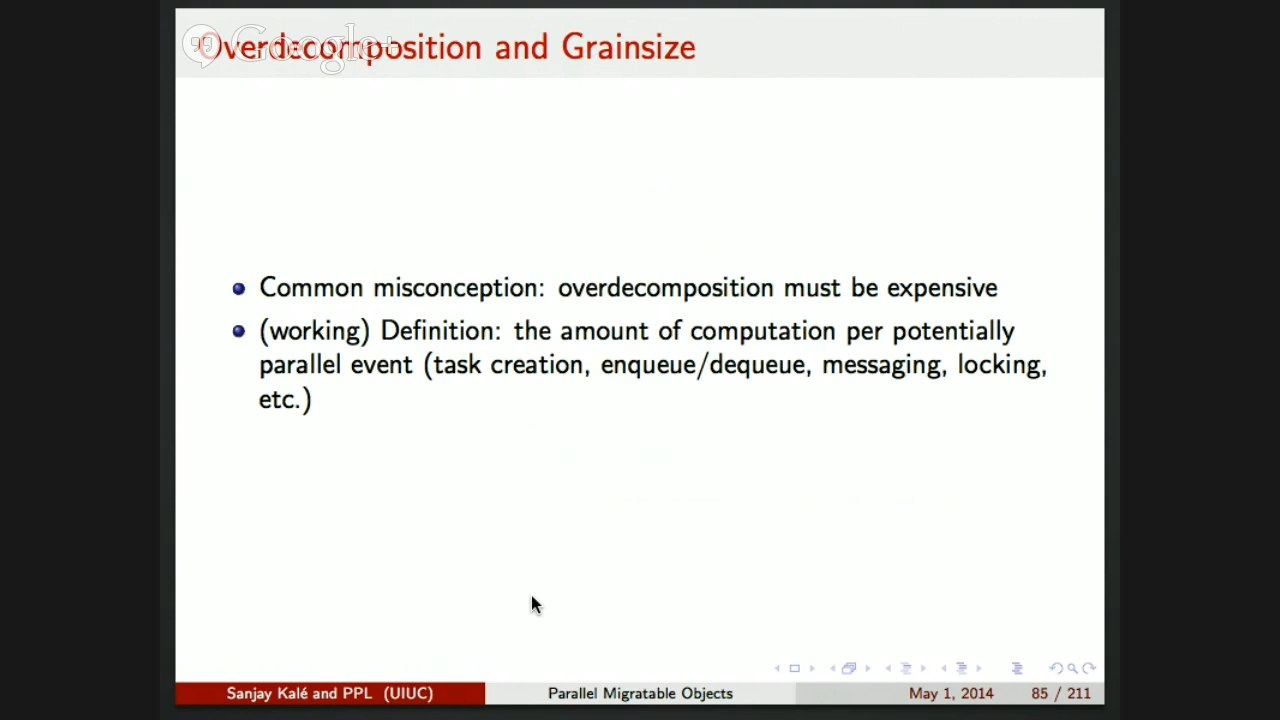 Overdecomposition and Grainsize
Google+
Common misconception: overdecomposition must be expensive
(working) Definition: the amount of computation per potentially
parallel event (task creation, enqueue/dequeue, messaging, locking,
etc.)
Sanjay Kalé and PPL (UIUC)
Parallel Migratable Objects
May 1, 2014
85 / 211